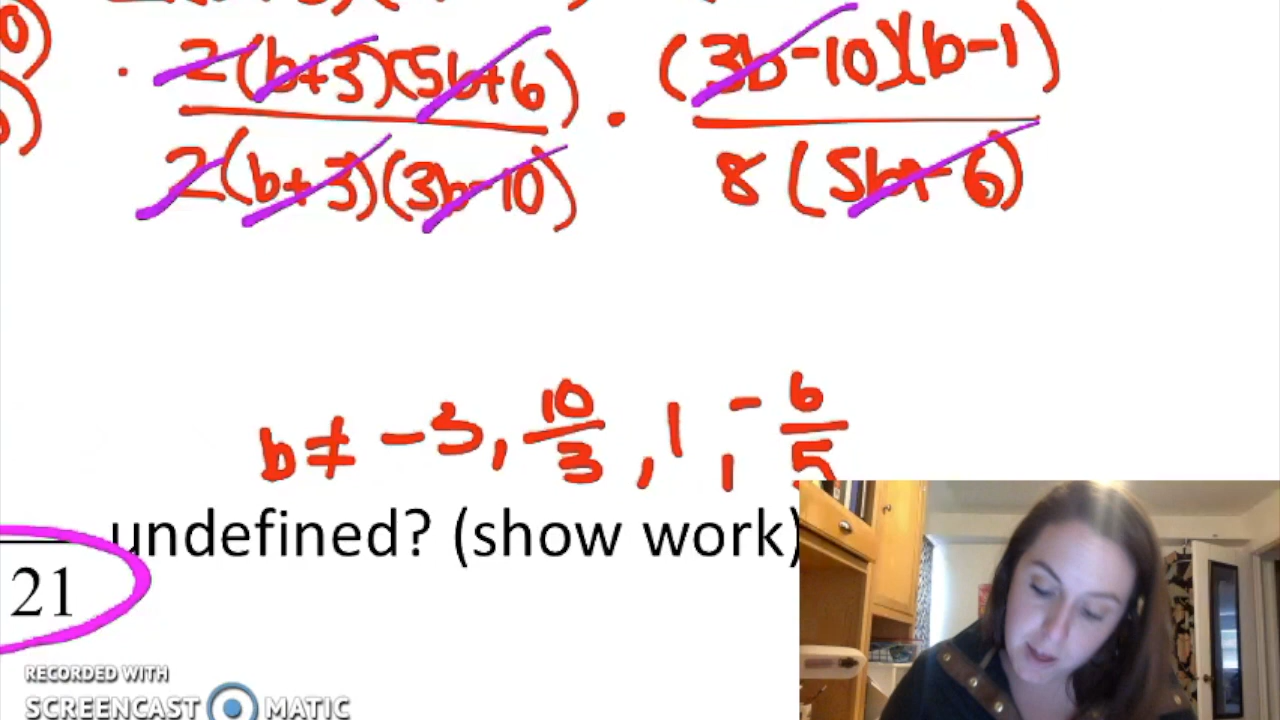 2(b+3)(5b+6) · (3b-10)(b-1)
2(b+3)(3b-10) 8(5b+6)
b≠ -3, 10/3, 1, -6/5
undefined? (show work)
21
RECORDED WITH
SCREENCAST MATIC